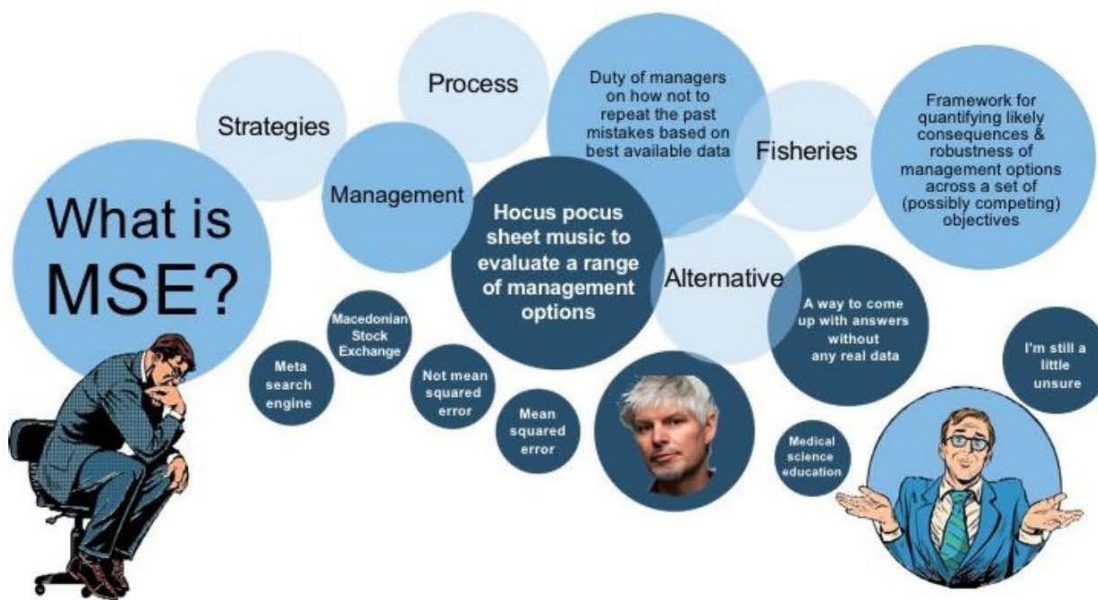 What is
MSE?
Strategies
Process
Management
Duty of managers
on how not to
repeat the past
mistakes based on
best available data
Fisheries
Framework for
quantifying likely
consequences &
robustness of
management options
across a set of
(possibly competing)
objectives
Hocus pocus
sheet music to
evaluate a range
of management
options
Alternative
A way to come
up with answers
without
any real data
I'm still a
little
unsure
Macedonian
Stock
Exchange
Meta
search
engine
Not mean
squared
error
Mean
squared
error
Medical
science
education